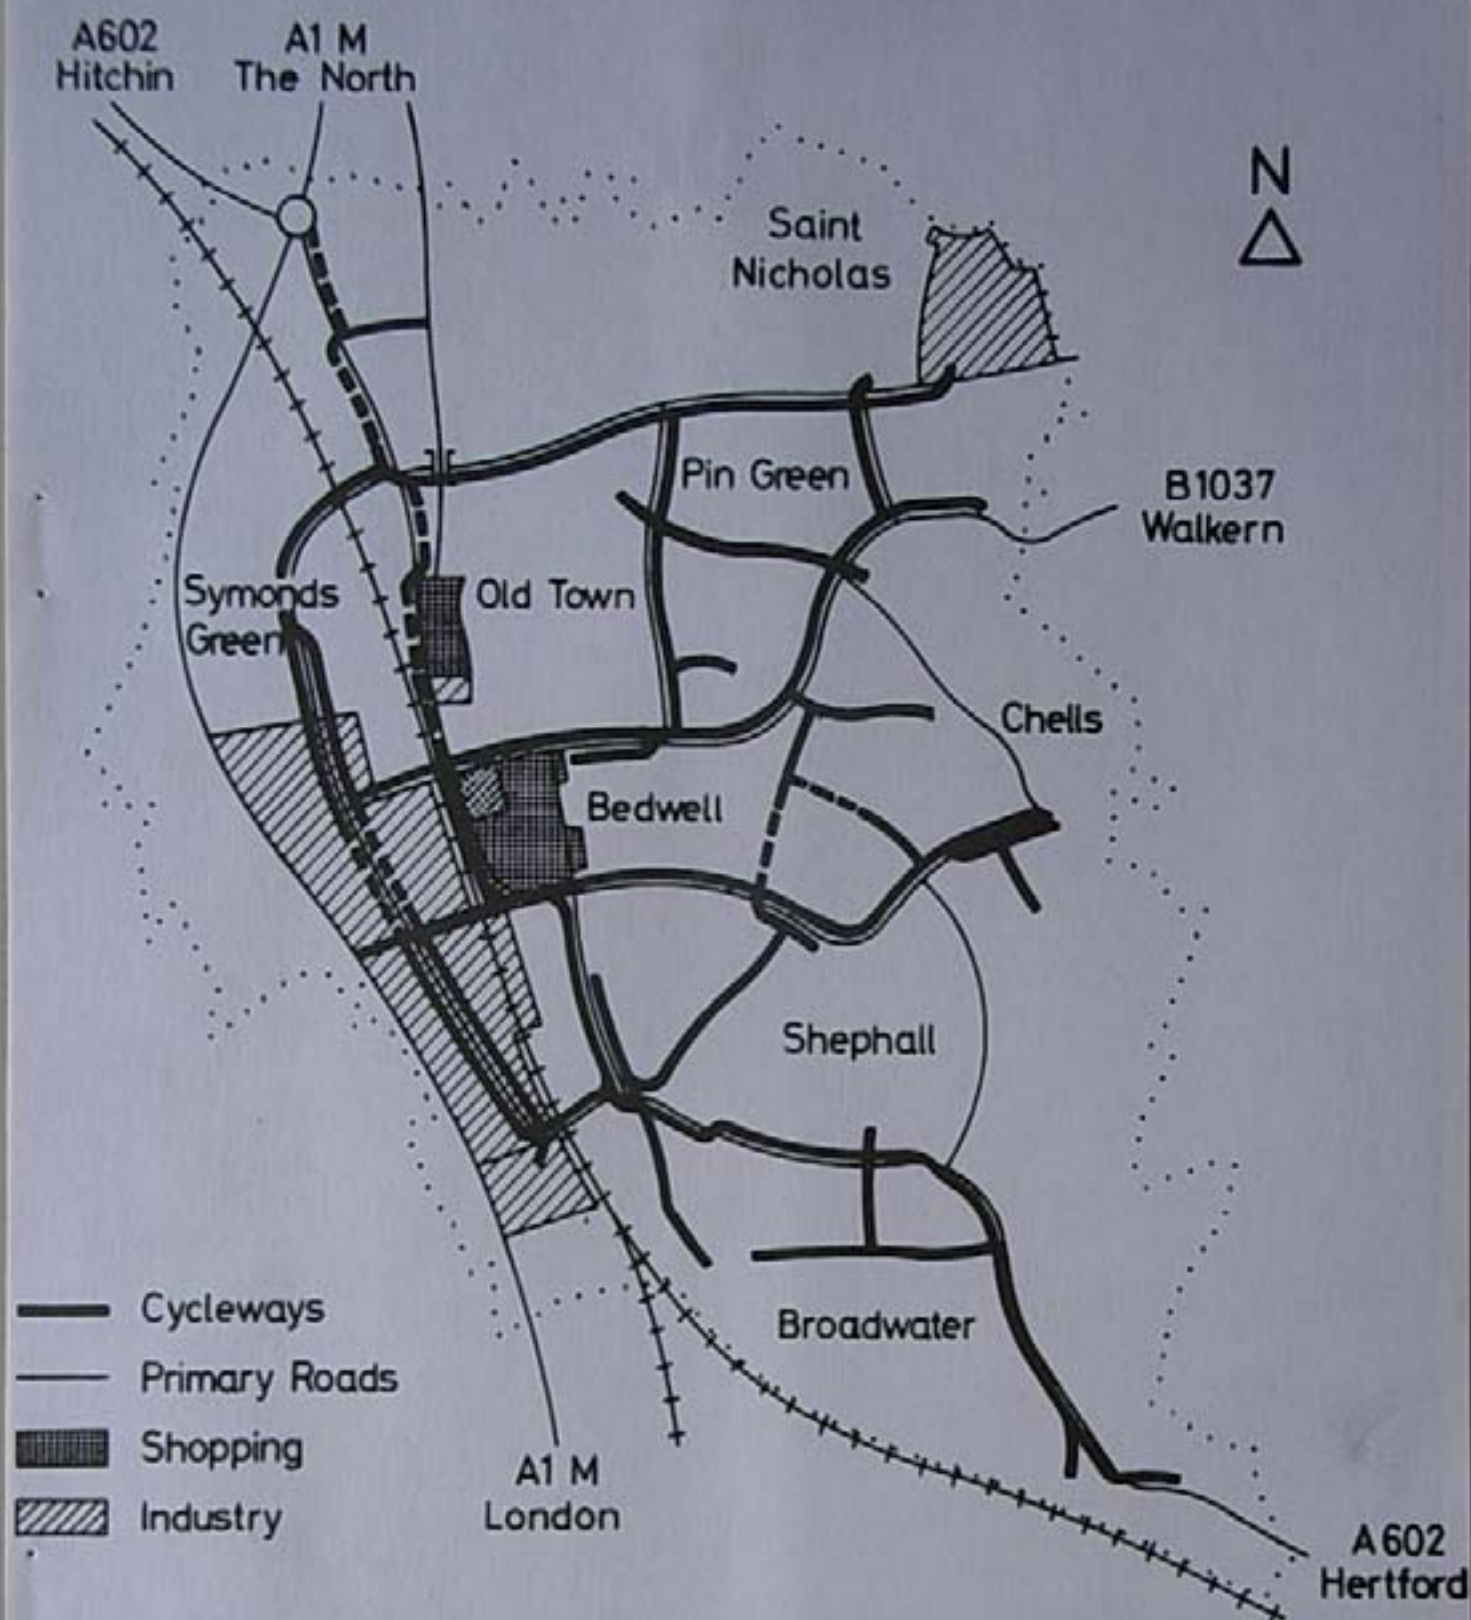 A602
Hitchin
A1 M
The North
N
Saint
Nicholas
Pin Green
B1037
Walkern
Symonds
Green
Old Town
Chells
Bedwell
Shephall
Broadwater
Cycleways
Primary Roads
Shopping
Industry
A1 M
London
A602
Hertford